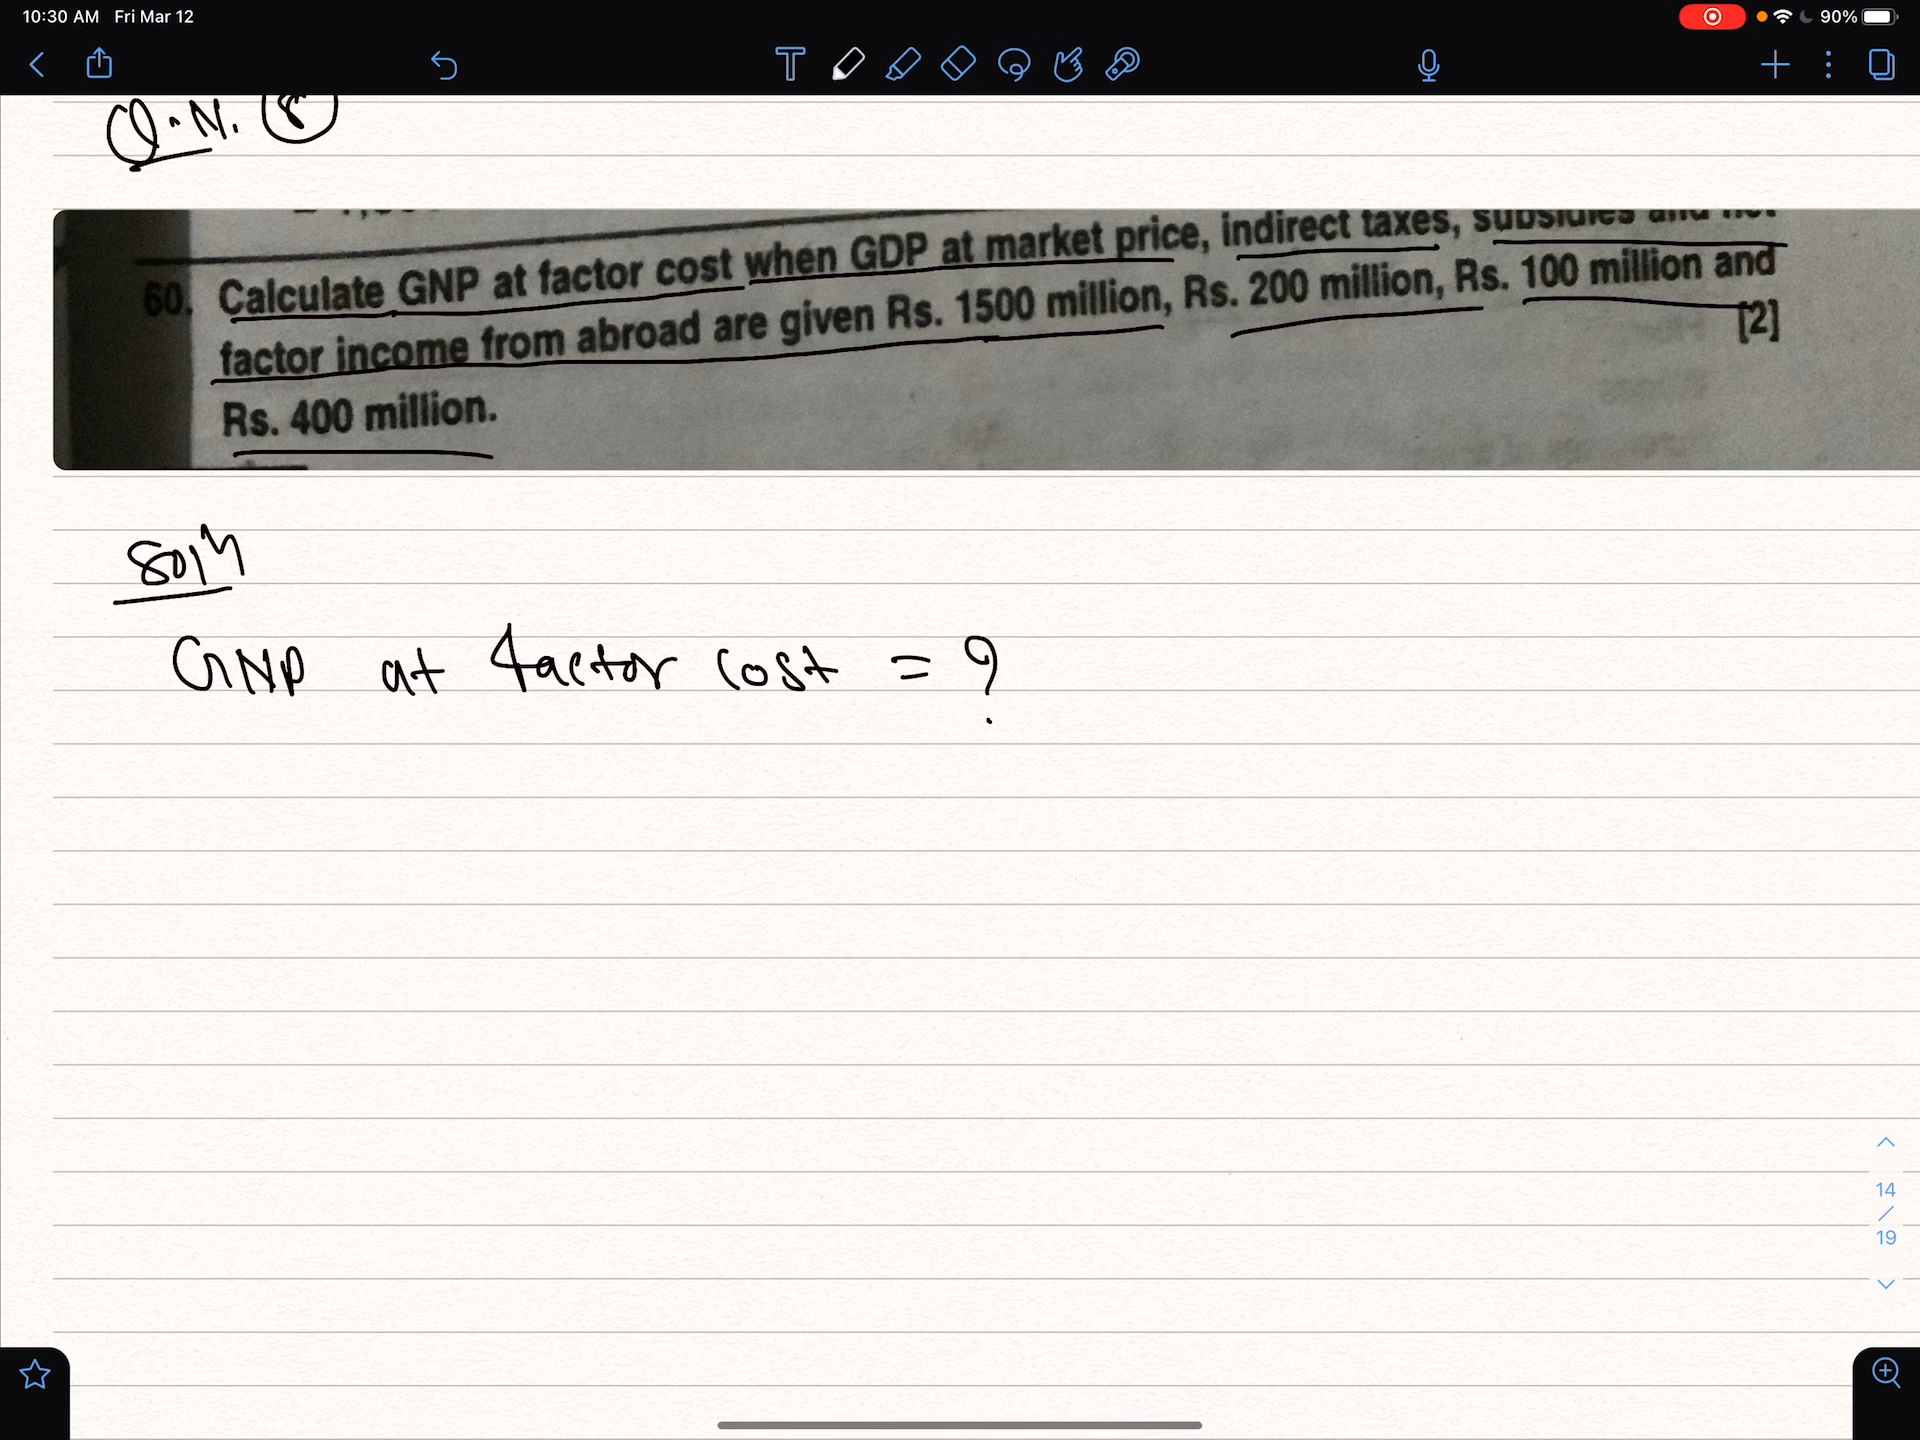 10:30 AM Fri Mar 12
90%
Q.N. 8
60. Calculate GNP at factor cost when GDP at market price, indirect taxes, subsidies and net
factor income from abroad are given Rs. 1500 million, Rs. 200 million, Rs. 100 million and
Rs. 400 million.
[2]
Soln
GNP at factor cost = ?
14
/
19